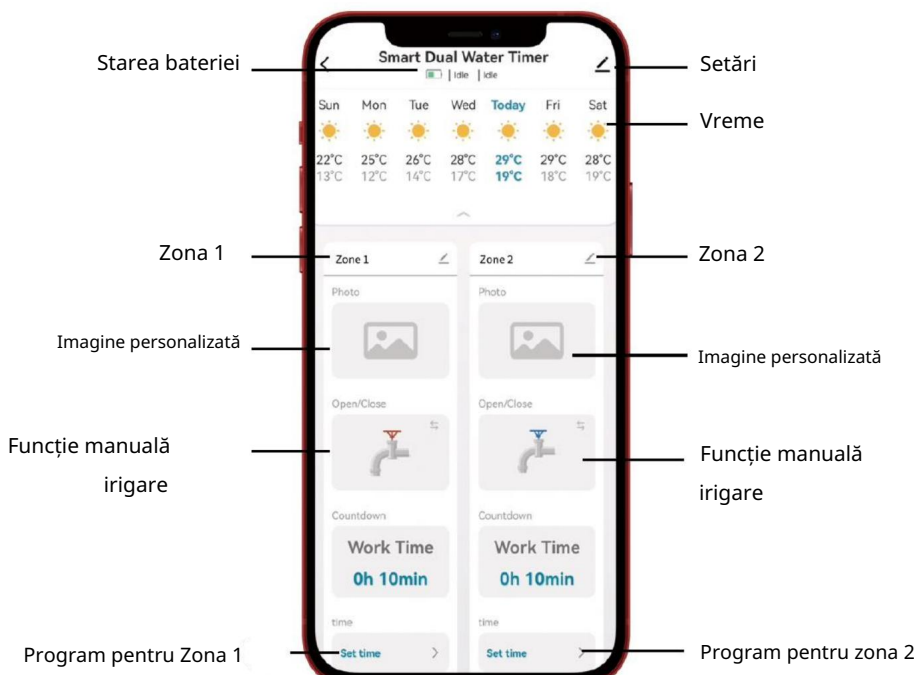 Smart Dual Water Timer
Starea bateriei
Idle Idle
Setări
Sun Mon Tue Wed Today Fri Sat
Vreme
22°C 25°C 26°C 28°C 29°C 29°C 28°C
13°C 12°C 14°C 17°C 19°C 18°C 19°C
Zona 1
Zone 1
Zone 2
Zona 2
Photo
Photo
Imagine personalizată
Imagine personalizată
Open/Close
Open/Close
Funcție manuală
irigare
Funcție manuală
irigare
Countdown
Countdown
Work Time
Work Time
0h 10min
0h 10min
time
time
Program pentru Zona 1
Set time
Set time
Program pentru zona 2